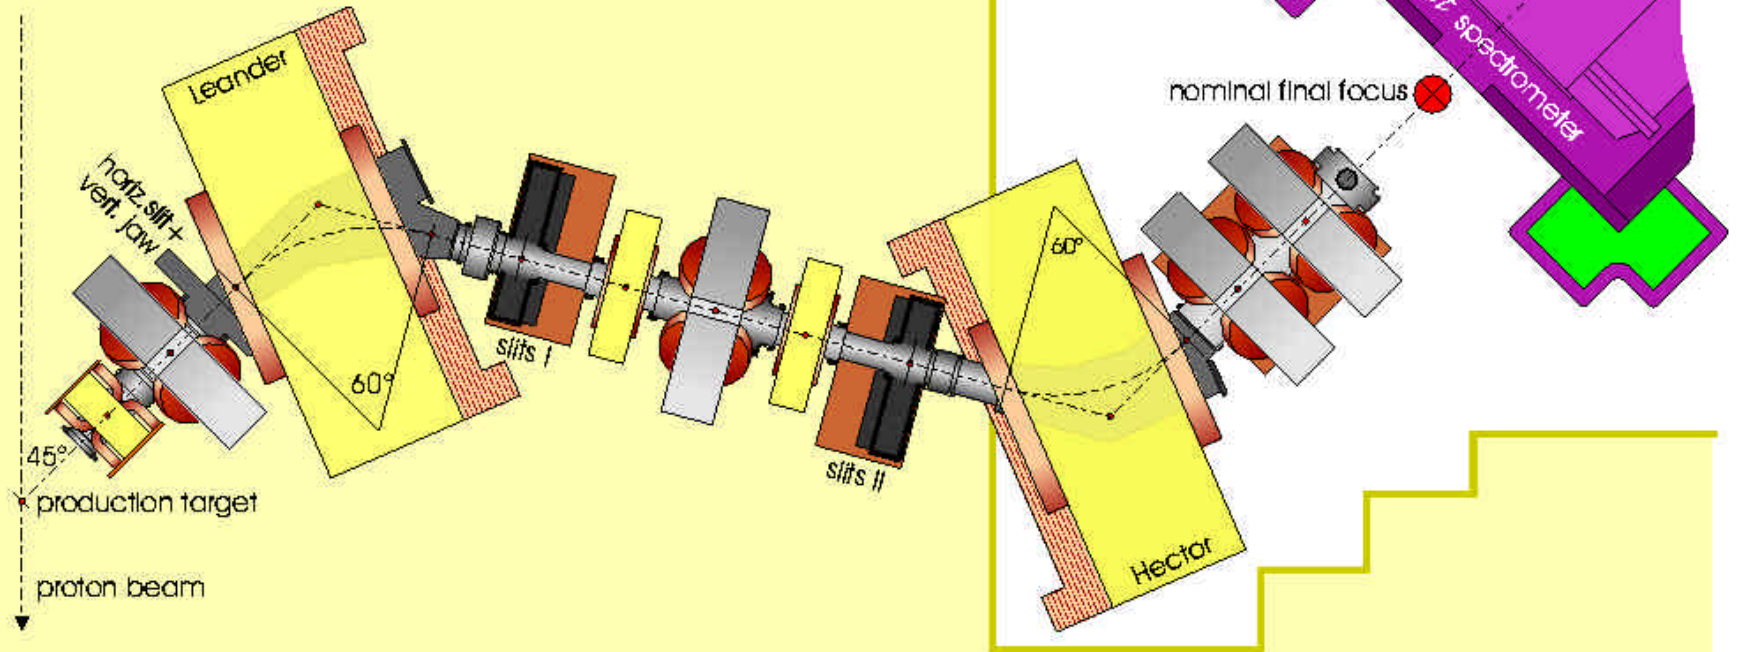 Leander
horiz.slit+
vert. jaw
60°
45°
production target
proton beam
slits I
slits II
60°
Hector
nominal final focus
spectrometer